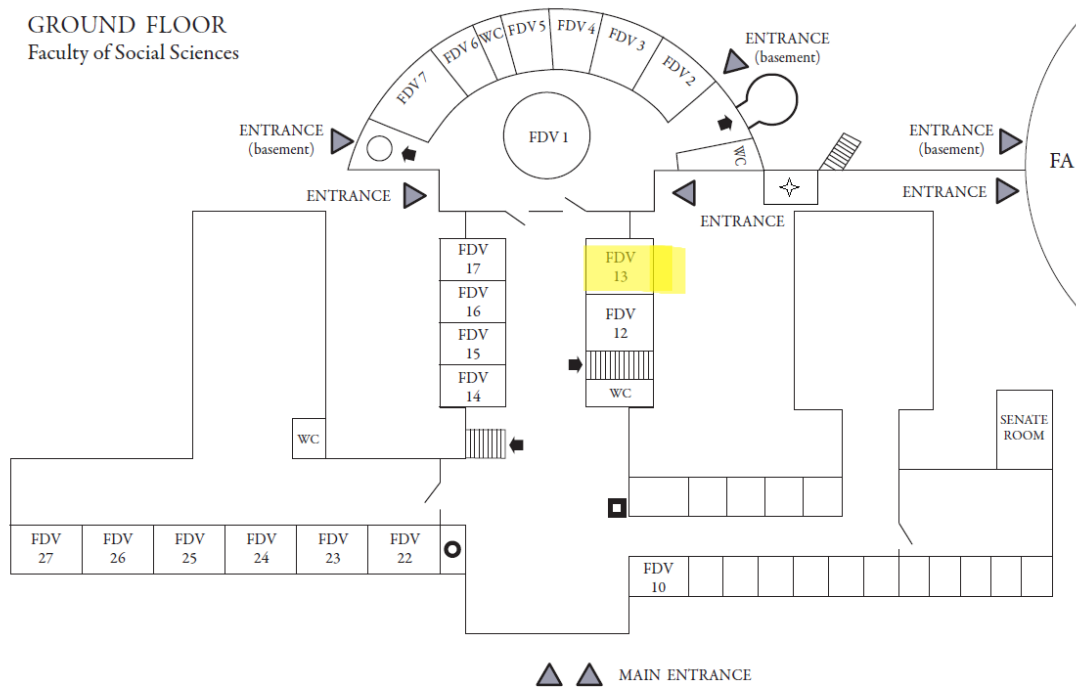 GROUND FLOOR
Faculty of Social Sciences
FDV 7
FDV 6
WC
FDV 5
FDV 4
FDV 3
FDV 2
ENTRANCE
(basement)
ENTRANCE
(basement)
FDV 1
WC
ENTRANCE
(basement)
FA
ENTRANCE
ENTRANCE
ENTRANCE
FDV
17
FDV
16
FDV
15
FDV
14
FDV
13
FDV
12
WC
WC
SENATE
ROOM
FDV
27
FDV
26
FDV
25
FDV
24
FDV
23
FDV
22
FDV
10
MAIN ENTRANCE